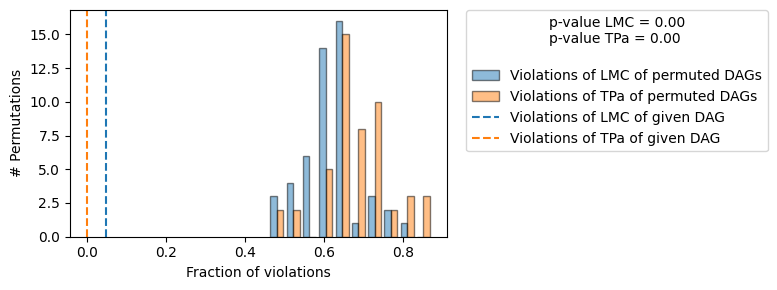 p-value LMC = 0.00
p-value TPa = 0.00
Violations of LMC of permuted DAGs
Violations of TPa of permuted DAGs
Violations of LMC of given DAG
Violations of TPa of given DAG
# Permutations
15.0
12.5
10.0
7.5
5.0
2.5
0.0
0.0 0.2 0.4 0.6 0.8
Fraction of violations